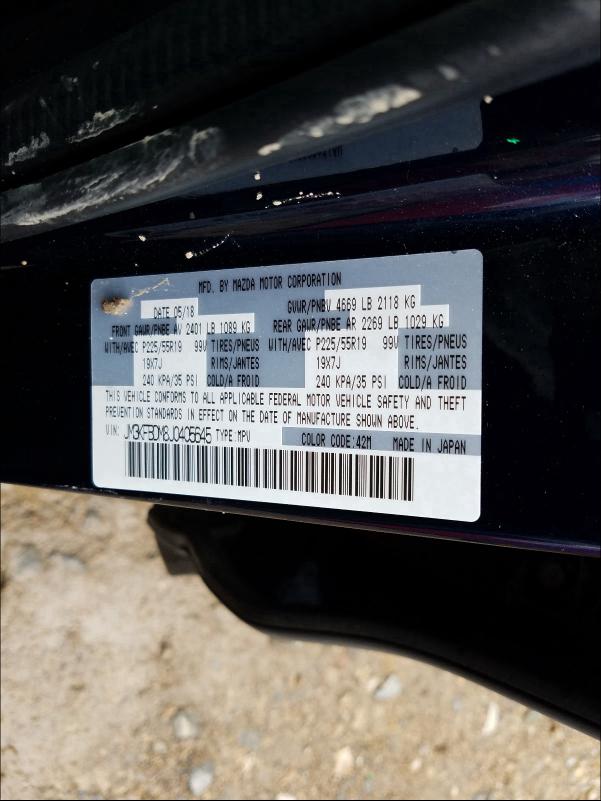 MFD. BY MAZDA MOTOR CORPORATION
DATE 05/18 GVWR/PNBV 4669 LB 2118 KG
FRONT GAWR/PNBE AV 2401 LB 1089 KG REAR GAWR/PNBE AR 2269 LB 1029 KG
WITH/AVEC P225/55R19 99V TIRES/PNEUS WITH/AVEC P225/55R19 99V TIRES/PNEUS
19X7J RIMS/JANTES 19X7J RIMS/JANTES
240 KPA/35 PSI COLD/A FROID 240 KPA/35 PSI COLD/A FROID
THIS VEHICLE CONFORMS TO ALL APPLICABLE FEDERAL MOTOR VEHICLE SAFETY AND THEFT
PREVENTION STANDARDS IN EFFECT ON THE DATE OF MANUFACTURE SHOWN ABOVE.
VIN: JM3KFBDM8J0405645 TYPE:MPV COLOR CODE:42M MADE IN JAPAN